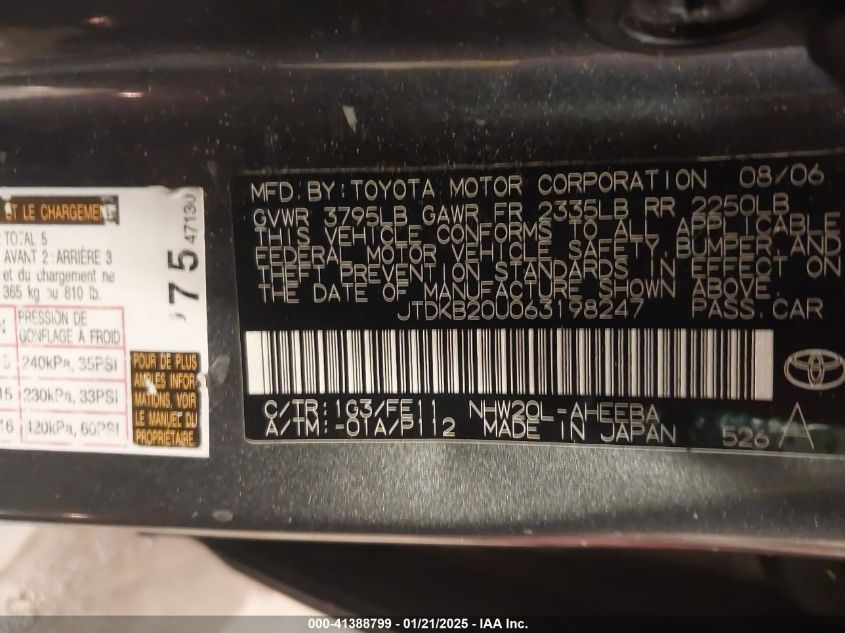 ET LE CHARGEMEN
TOTAL 5
AVANT 2: ARRIÈRE 3
et du chargement ne
365 kg ou 810 lb.
PRESSION DE
GONFLAGE À FROID
240kPa, 35PSI
15 230kPa, 33PSI
16 420kPa, 60PSI
POUR DE PLUS
AMPLES INFOR
MATIONS, VOIR
LE MANUEL DU
PROPRIÉTAIRE
75
47130
MFD. BY: TOYOTA MOTOR CORPORATION 08/06
GVWR 3795LB GAWR FR 2335LB RR 2250LB
THIS VEHICLE CONFORMS TO ALL APPLICABLE
FEDERAL MOTOR VEHICLE SAFETY, BUMPER AND
THEFT PREVENTION STANDARDS IN EFFECT ON
THE DATE OF MANUFACTURE SHOWN ABOVE.
JTDKB20U063198247 PASS. CAR
C/TR: 1G3/FE11 NHW20L-AHEEBA
A/TM: -01A/P112 MADE IN JAPAN 526 A
000-41388799 - 01/21/2025 - IAA Inc.